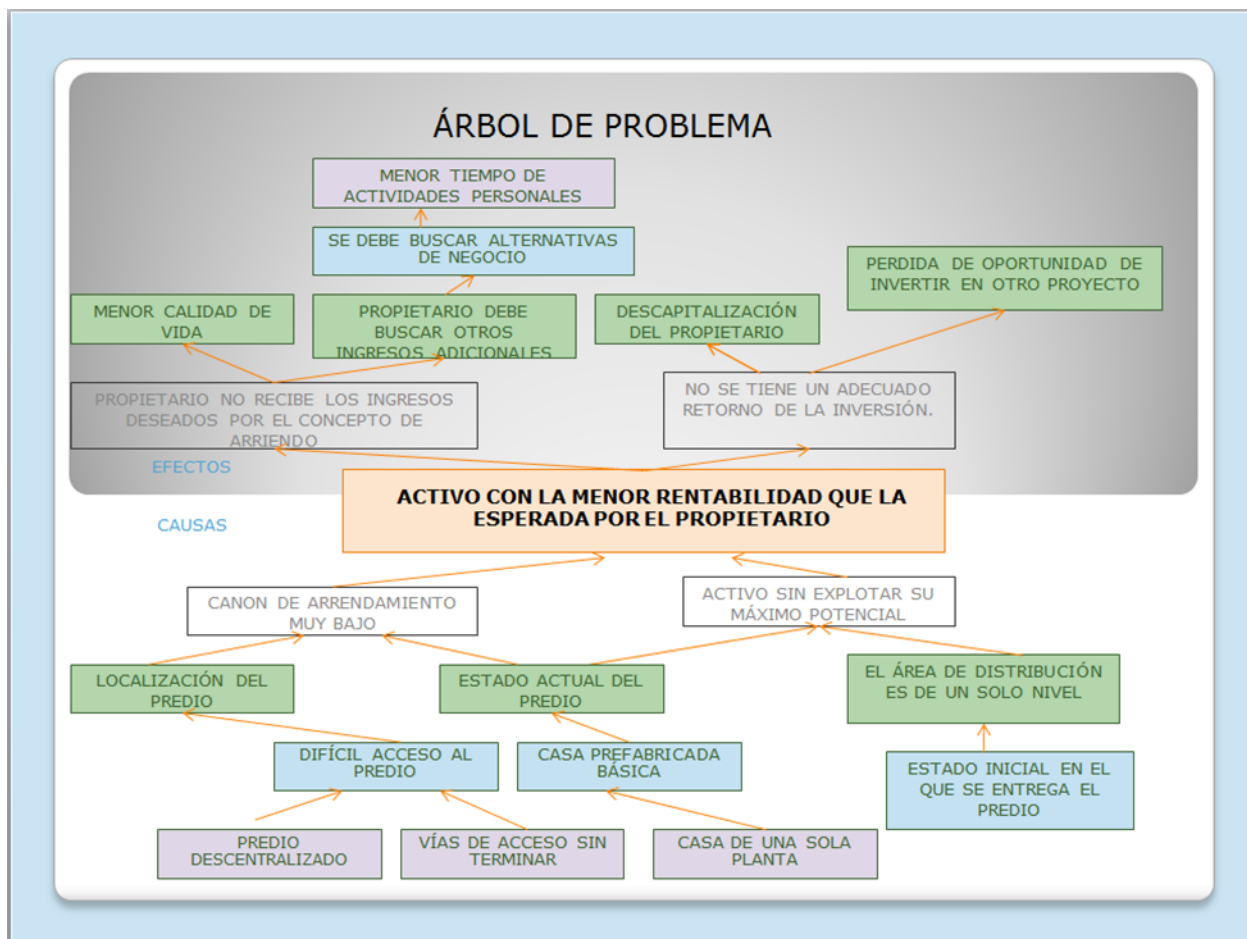 ÁRBOL DE PROBLEMA
MENOR TIEMPO DE
ACTIVIDADES PERSONALES
SE DEBE BUSCAR ALTERNATIVAS
DE NEGOCIO
PERDIDA DE OPORTUNIDAD DE
INVERTIR EN OTRO PROYECTO
MENOR CALIDAD DE
VIDA
PROPIETARIO DEBE
BUSCAR OTROS
INGRESOS ADICIONALES
DESCAPITALIZACIÓN
DEL PROPIETARIO
PROPIETARIO NO RECIBE LOS INGRESOS
DESEADOS POR EL CONCEPTO DE
ARRIENDO
NO SE TIENE UN ADECUADO
RETORNO DE LA INVERSIÓN.
EFECTOS
ACTIVO CON LA MENOR RENTABILIDAD QUE LA
ESPERADA POR EL PROPIETARIO
CAUSAS
CANON DE ARRENDAMIENTO
MUY BAJO
ACTIVO SIN EXPLOTAR SU
MÁXIMO POTENCIAL
LOCALIZACIÓN DEL
PREDIO
ESTADO ACTUAL DEL
PREDIO
EL ÁREA DE DISTRIBUCIÓN
ES DE UN SOLO NIVEL
DIFÍCIL ACCESO AL
PREDIO
CASA PREFABRICADA
BÁSICA
ESTADO INICIAL EN EL
QUE SE ENTREGA EL
PREDIO
PREDIO
DESCENTRALIZADO
VÍAS DE ACCESO SIN
TERMINAR
CASA DE UNA SOLA
PLANTA